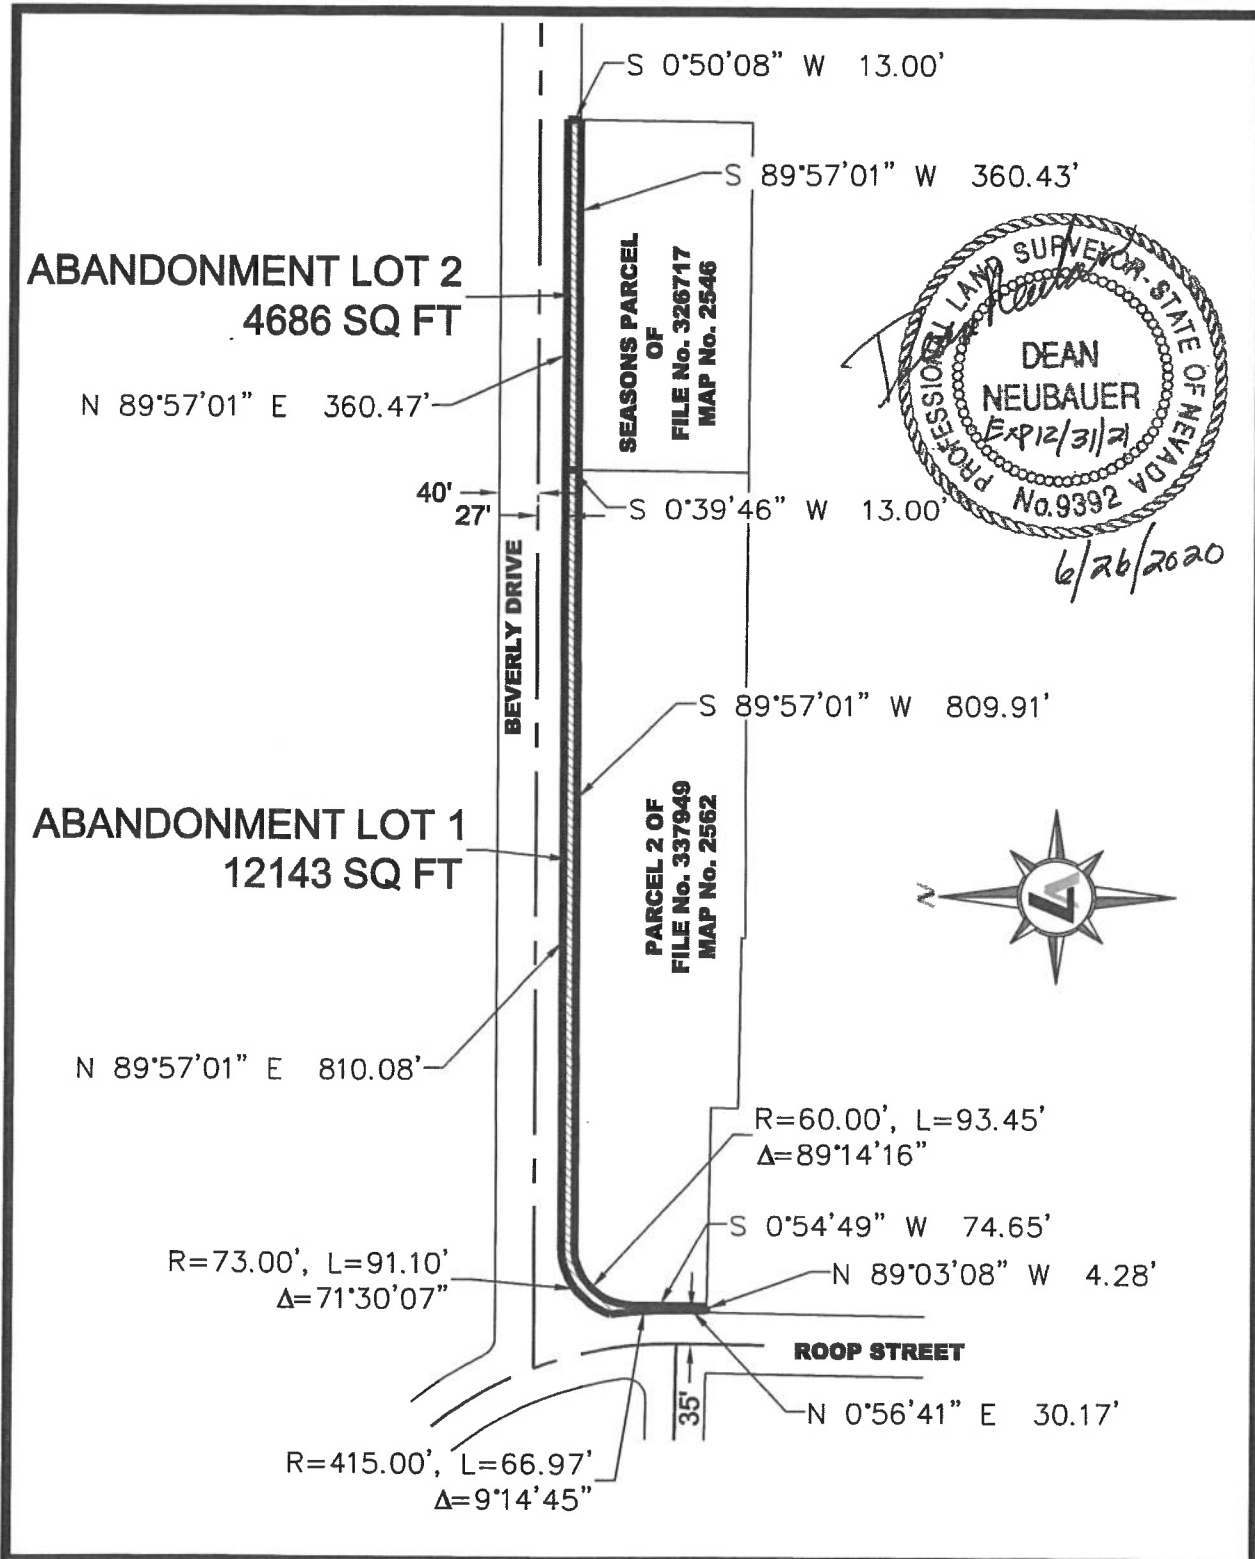 S 0°50'08" W 13.00'
S 89°57'01" W 360.43'
ABANDONMENT LOT 2
4686 SQ FT
N 89°57'01" E 360.47'
SEASONS PARCEL
OF
FILE No. 326717
MAP No. 2546
PROFESSIONAL LAND SURVEYOR - STATE OF NEVADA
DEAN
NEUBAUER
Exp 12/31/21
No. 9392
6/26/2020
40'
27'
S 0°39'46" W 13.00'
BEVERLY DRIVE
S 89°57'01" W 809.91'
ABANDONMENT LOT 1
12143 SQ FT
PARCEL 2 OF
FILE No. 337949
MAP No. 2562
N
N 89°57'01" E 810.08'
R=60.00', L=93.45'
Δ=89°14'16"
S 0°54'49" W 74.65'
R=73.00', L=91.10'
Δ=71°30'07"
N 89°03'08" W 4.28'
ROOP STREET
35'
N 0°56'41" E 30.17'
R=415.00', L=66.97'
Δ=9°14'45"